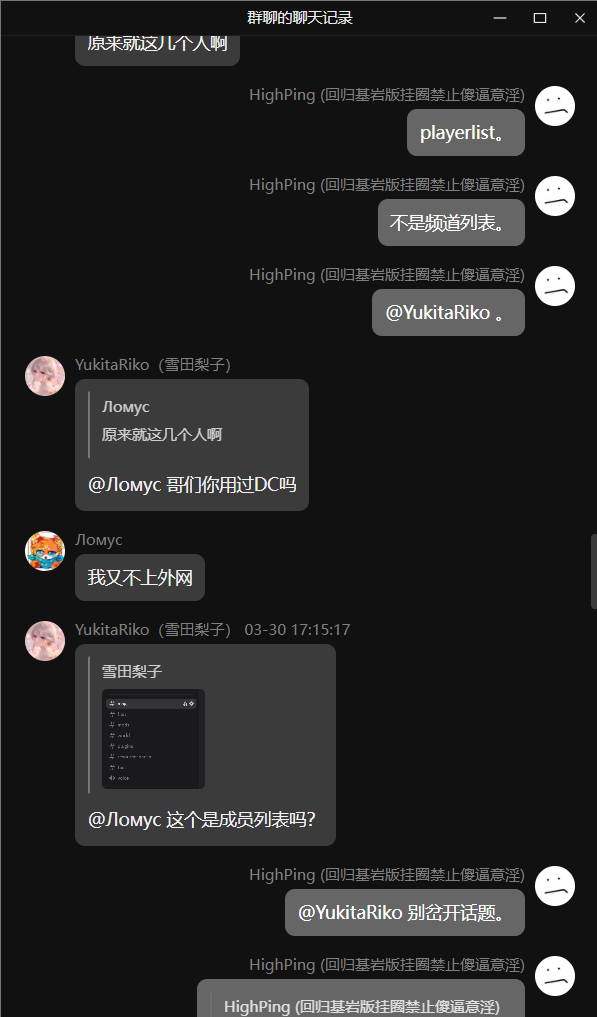 群聊的聊天记录
原来就这几个人啊
HighPing (回归基岩版挂圈禁止傻逼意淫)
playerlist。
HighPing (回归基岩版挂圈禁止傻逼意淫)
不是频道列表。
HighPing (回归基岩版挂圈禁止傻逼意淫)
@YukitaRiko 。
YukitaRiko（雪田梨子）
Ломус
原来就这几个人啊
@Ломус 哥们你用过DC吗
Ломус
我又不上外网
YukitaRiko（雪田梨子） 03-30 17:15:17
雪田梨子
@Ломус 这个是成员列表吗?
HighPing (回归基岩版挂圈禁止傻逼意淫)
@YukitaRiko 别岔开话题。
HighPing (回归基岩版挂圈禁止傻逼意淫)
HighPing (回归基岩版挂圈禁止傻逼意淫)